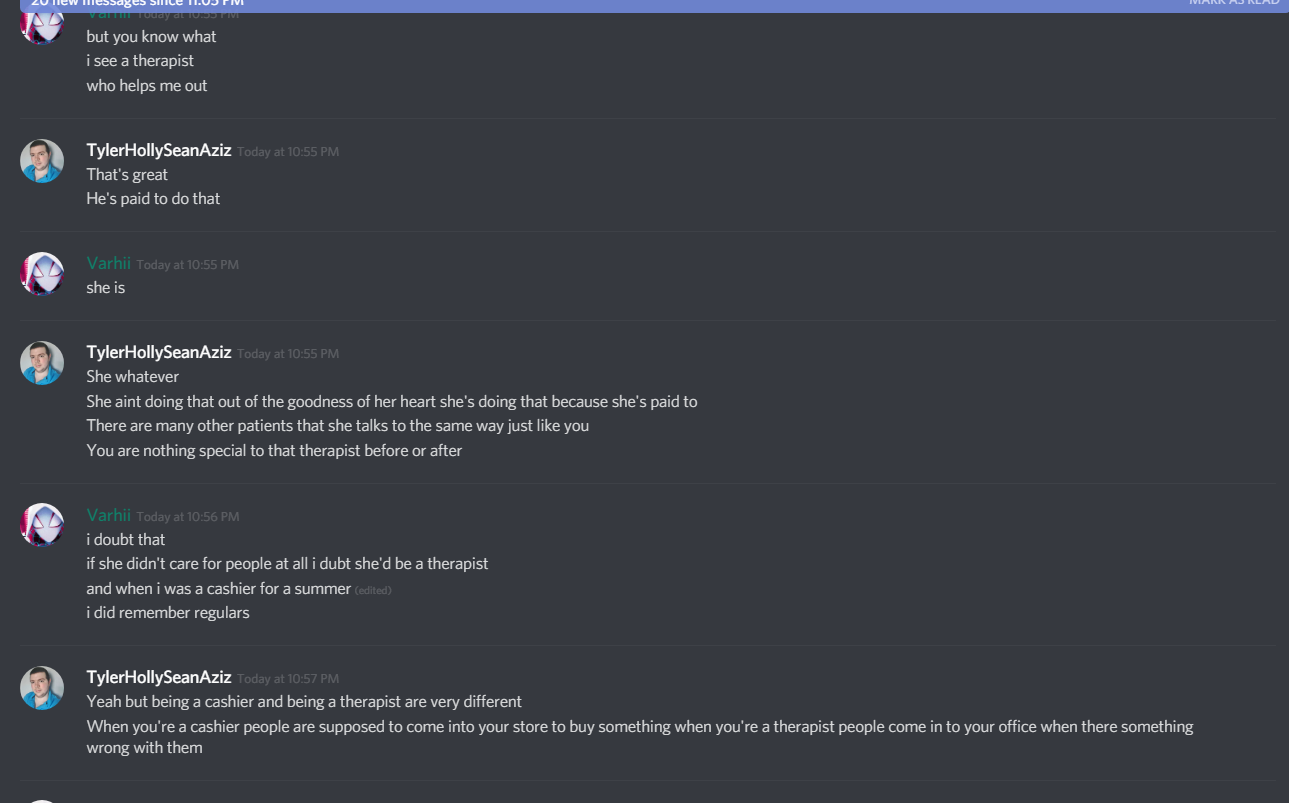 20 new messages since 11:05 PM
MARK AS READ
Varhii Today at 10:55 PM
but you know what
i see a therapist
who helps me out
TylerHollySeanAziz Today at 10:55 PM
That's great
He's paid to do that
Varhii Today at 10:55 PM
she is
TylerHollySeanAziz Today at 10:55 PM
She whatever
She aint doing that out of the goodness of her heart she's doing that because she's paid to
There are many other patients that she talks to the same way just like you
You are nothing special to that therapist before or after
Varhii Today at 10:56 PM
i doubt that
if she didn't care for people at all i dubt she'd be a therapist
and when i was a cashier for a summer (edited)
i did remember regulars
TylerHollySeanAziz Today at 10:57 PM
Yeah but being a cashier and being a therapist are very different
When you're a cashier people are supposed to come into your store to buy something when you're a therapist people come in to your office when there something
wrong with them